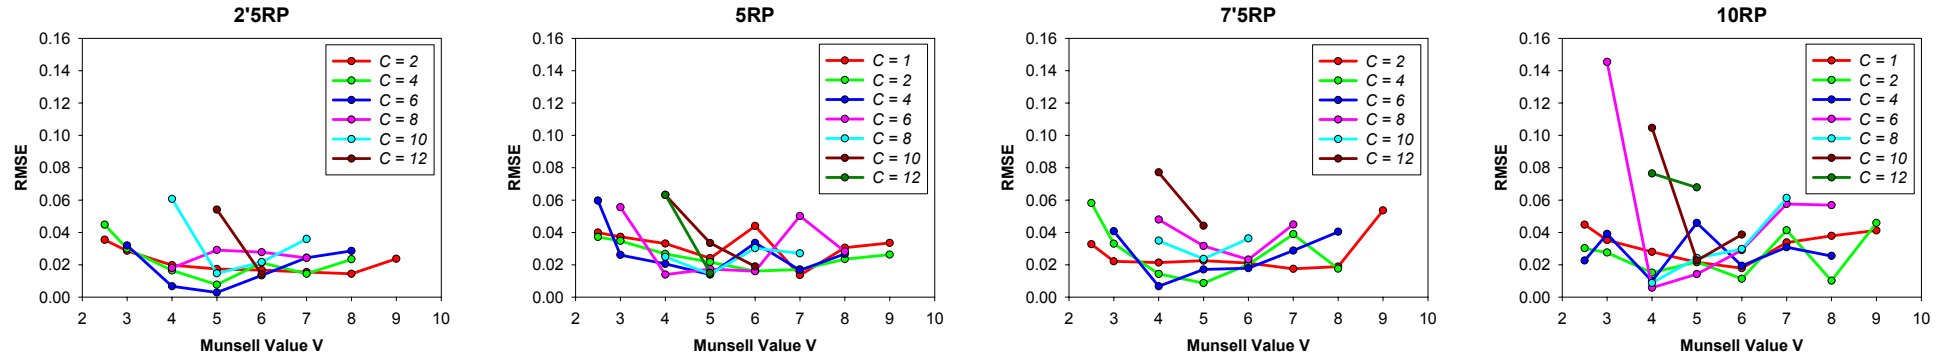 2'5RP
0.16
0.14
0.12
0.10
0.08
0.06
0.04
0.02
0.00
RMSE
2 3 4 5 6 7 8 9 10
Munsell Value V
C = 2
C = 4
C = 6
C = 8
C = 10
C = 12
5RP
0.16
0.14
0.12
0.10
0.08
0.06
0.04
0.02
0.00
RMSE
2 3 4 5 6 7 8 9 10
Munsell Value V
C = 1
C = 2
C = 4
C = 6
C = 8
C = 10
C = 12
7'5RP
0.16
0.14
0.12
0.10
0.08
0.06
0.04
0.02
0.00
RMSE
2 3 4 5 6 7 8 9 10
Munsell Value V
C = 2
C = 4
C = 6
C = 8
C = 10
C = 12
10RP
0.16
0.14
0.12
0.10
0.08
0.06
0.04
0.02
0.00
RMSE
2 3 4 5 6 7 8 9 10
Munsell Value V
C = 1
C = 2
C = 4
C = 6
C = 8
C = 10
C = 12